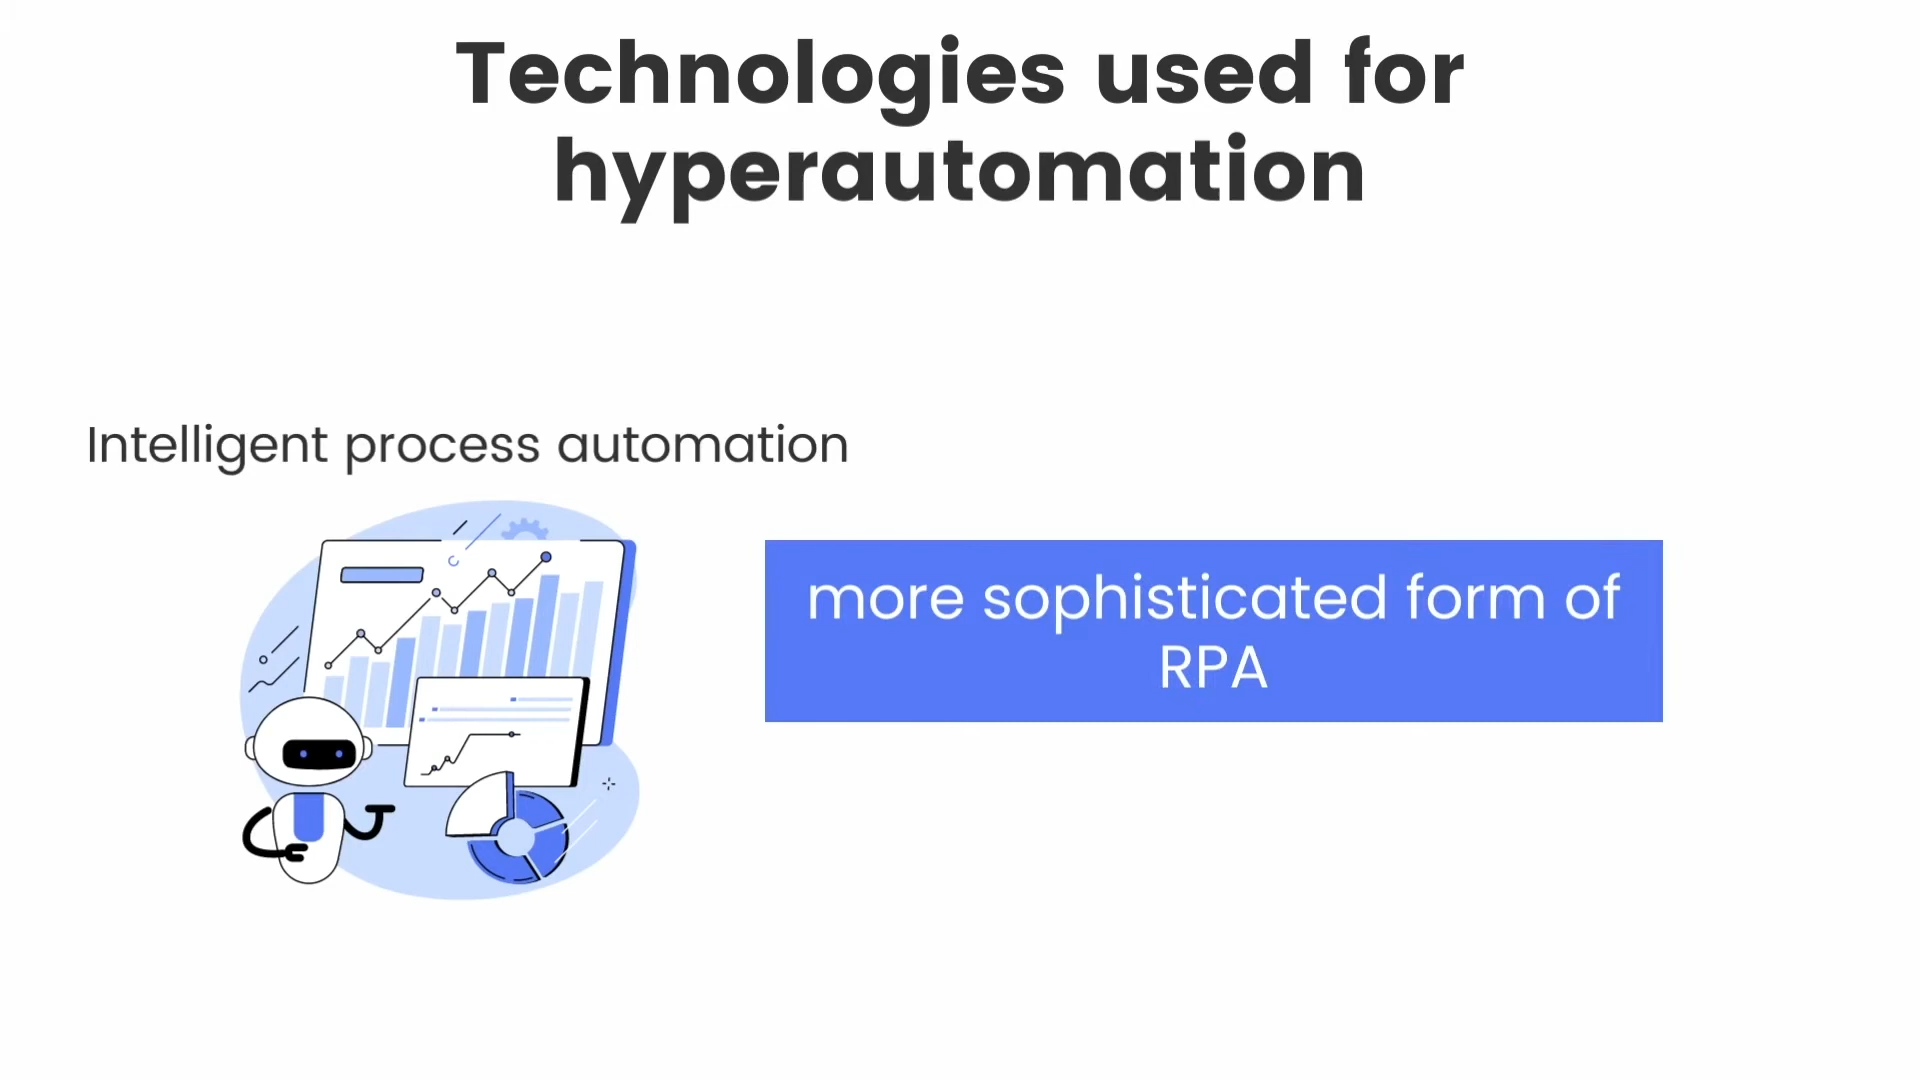 Technologies used for
hyperautomation
Intelligent process automation
more sophisticated form of
RPA